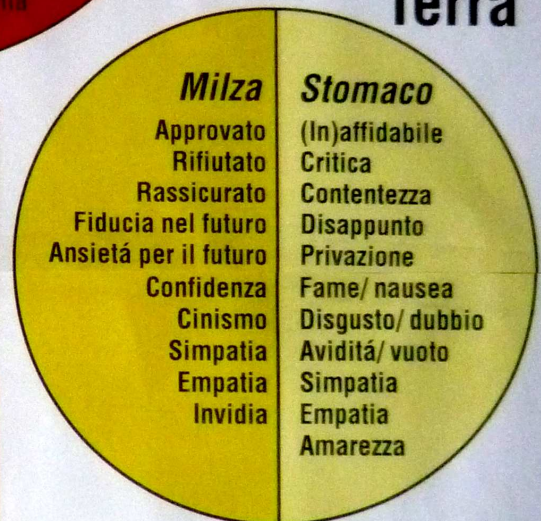 Terra
Milza
Approvato
Rifiutato
Rassicurato
Fiducia nel futuro
Ansietá per il futuro
Confidenza
Cinismo
Simpatia
Empatia
Invidia
Stomaco
(In)affidabile
Critica
Contentezza
Disappunto
Privazione
Fame/ nausea
Disgusto/ dubbio
Aviditá/ vuoto
Simpatia
Empatia
Amarezza